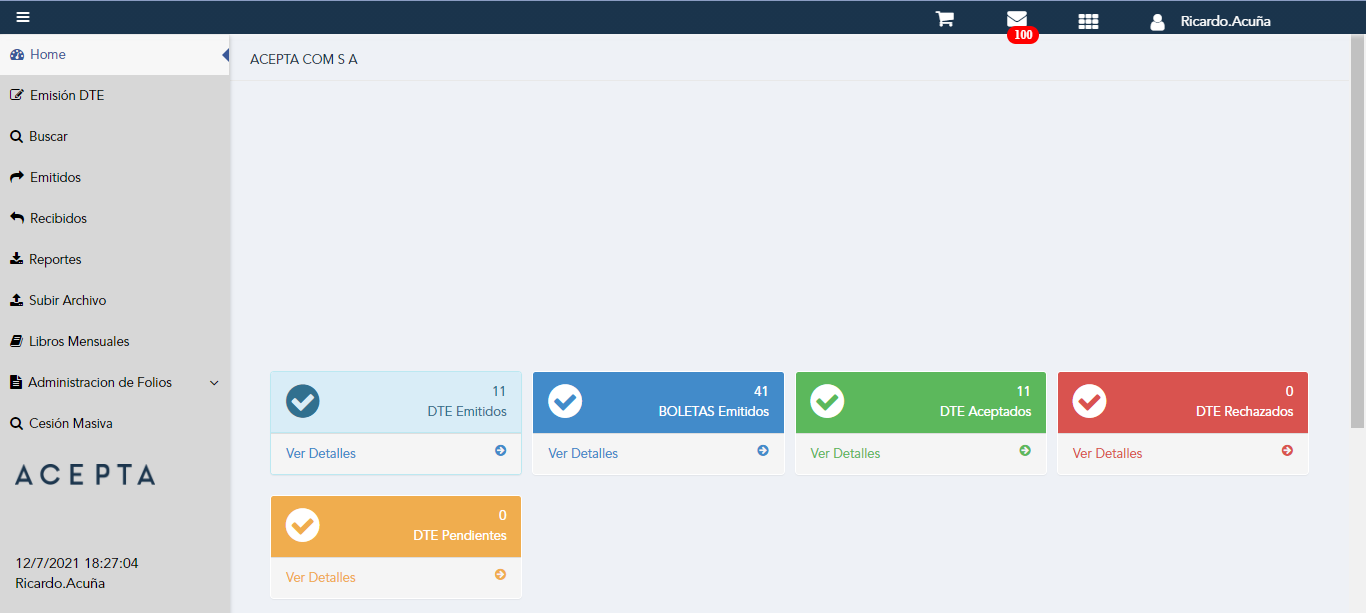 100
Ricardo.Acuña
Home
ACEPTA COM S A
Emisión DTE
Buscar
Emitidos
Recibidos
Reportes
Subir Archivo
Libros Mensuales
Administracion de Folios
Cesión Masiva
ACEPTA
12/7/2021 18:27:04
Ricardo.Acuña
11
DTE Emitidos
Ver Detalles
41
BOLETAS Emitidos
Ver Detalles
11
DTE Aceptados
Ver Detalles
0
DTE Rechazados
Ver Detalles
0
DTE Pendientes
Ver Detalles